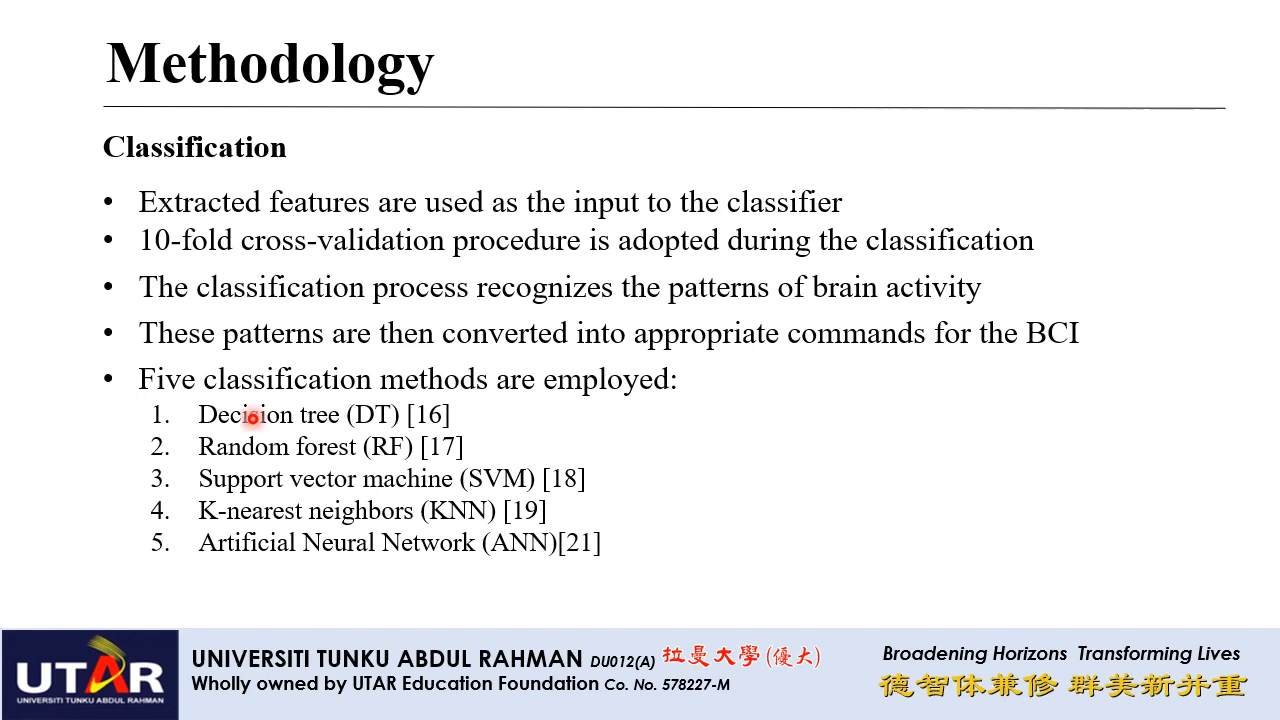 Methodology
Classification
• Extracted features are used as the input to the classifier
• 10-fold cross-validation procedure is adopted during the classification
• The classification process recognizes the patterns of brain activity
• These patterns are then converted into appropriate commands for the BCI
• Five classification methods are employed:
1. Decision tree (DT) [16]
2. Random forest (RF) [17]
3. Support vector machine (SVM) [18]
4. K-nearest neighbors (KNN) [19]
5. Artificial Neural Network (ANN)[21]
UTAR
UNIVERSITI TUNKU ABDUL RAHMAN
UNIVERSITI TUNKU ABDUL RAHMAN DU012(A) 拉曼大學(優大)
Wholly owned by UTAR Education Foundation Co. No. 578227-M
Broadening Horizons Transforming Lives
德智体兼修 群美新并重